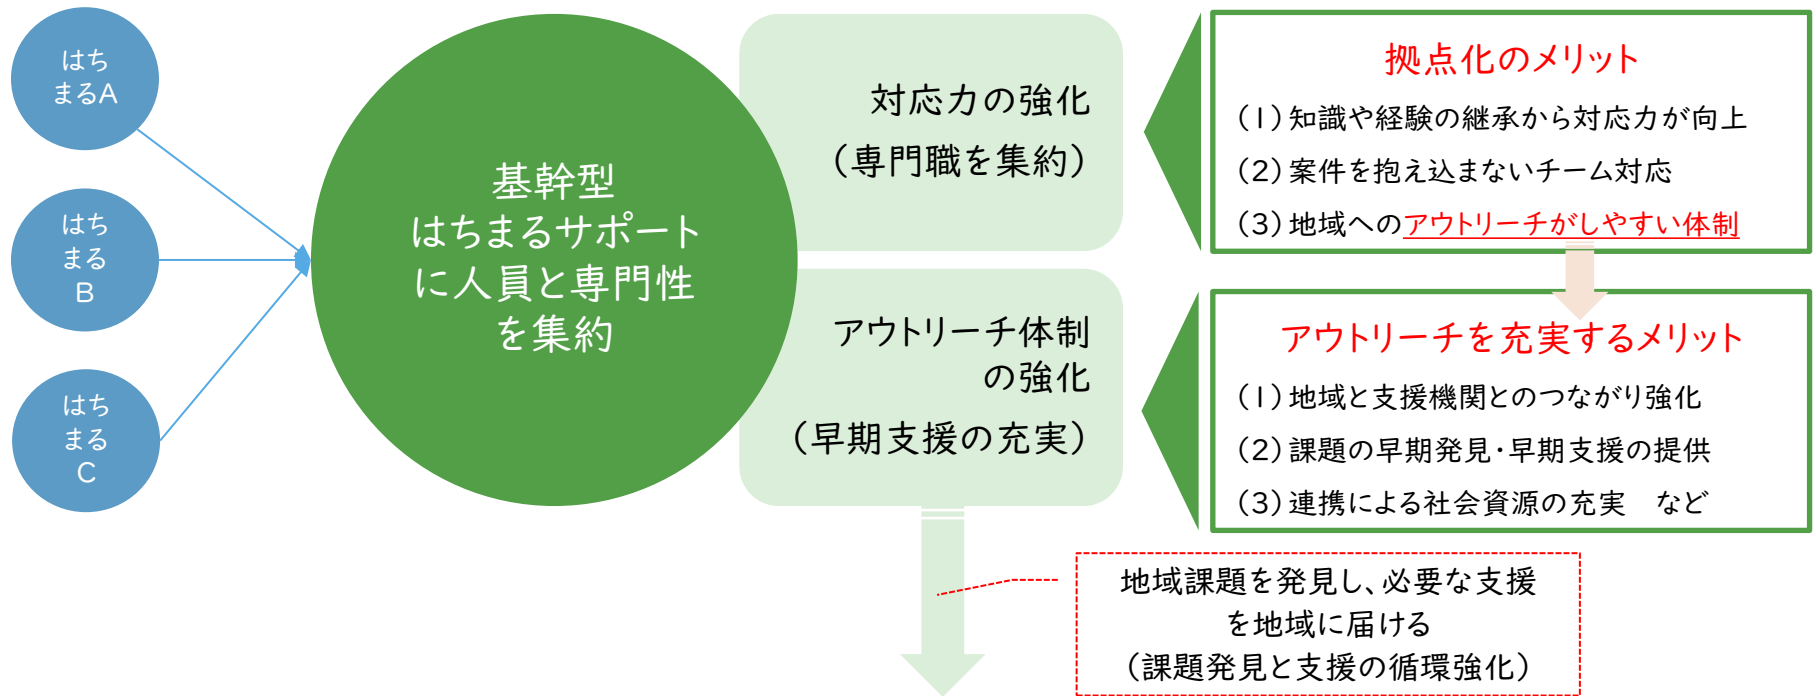 はち
まるA
はち
まる
B
はち
まる
C
基幹型
はちまるサポート
に人員と専門性
を集約
対応力の強化
（専門職を集約）
アウトリーチ体制
の強化
（早期支援の充実）
拠点化のメリット
（1）知識や経験の継承から対応力が向上
（2）案件を抱え込まないチーム対応
（3）地域へのアウトリーチがしやすい体制
アウトリーチを充実するメリット
（1）地域と支援機関とのつながり強化
（2）課題の早期発見・早期支援の提供
（3）連携による社会資源の充実　など
地域課題を発見し、必要な支援
を地域に届ける
（課題発見と支援の循環強化）